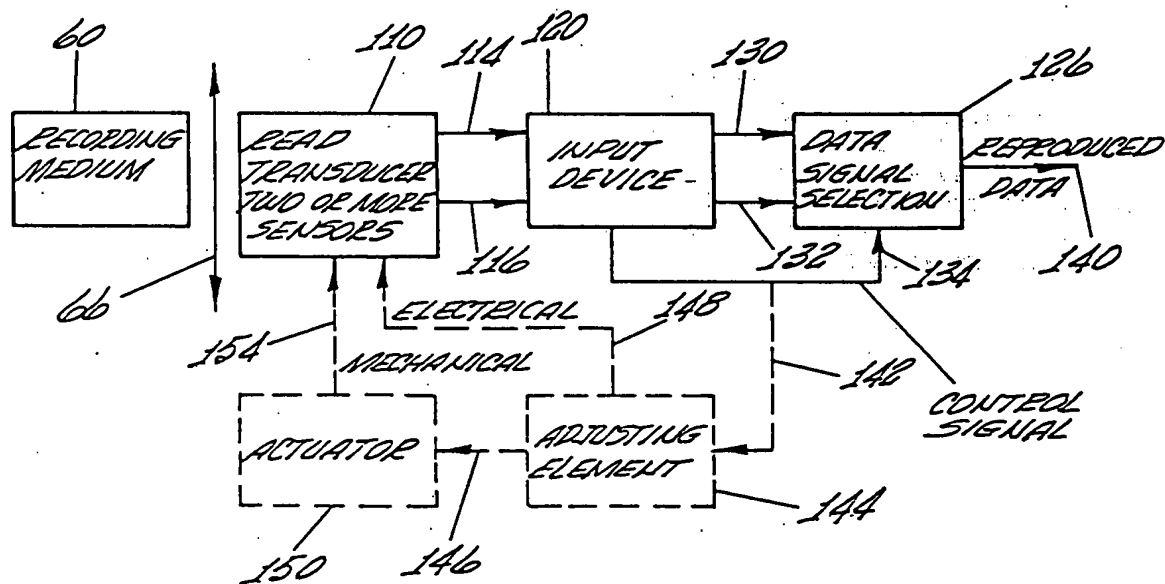 60
110
114
120
130
126
RECORDING
MEDIUM
READ
TRANSDUCER
TWO OR MORE
SENSORS
INPUT
DEVICE
DATA
SIGNAL
SELECTION
REPRODUCED
DATA
66
116
132
134
140
154
ELECTRICAL
148
MECHANICAL
142
CONTROL
SIGNAL
ACTUATOR
ADJUSTING
ELEMENT
150
146
144